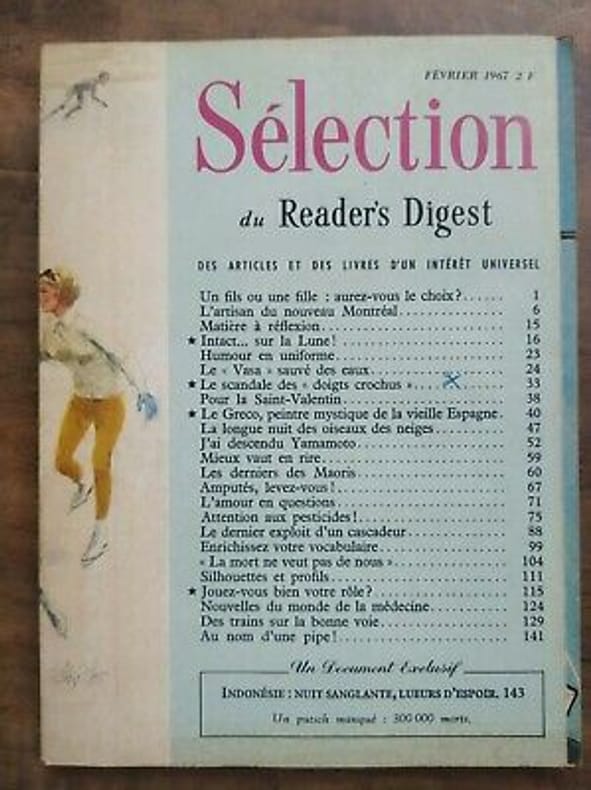 FÉVRIER 1967 2 F
Sélection
du Reader's Digest
DES ARTICLES ET DES LIVRES D'UN INTÉRÊT UNIVERSEL
Un fils ou une fille : aurez-vous le choix?...... 1
L'artisan du nouveau Montréal............... 6
Matière à réflexion......................... 15
★ Intact... sur la Lune!...................... 16
Humour en uniforme........................ 23
Le « Vasa » sauvé des eaux................... 24
★ Le scandale des « doigts crochus »............ 33
Pour la Saint-Valentin....................... 38
★ Le Greco, peintre mystique de la vieille Espagne. 40
La longue nuit des oiseaux des neiges.......... 47
J'ai descendu Yamamoto..................... 52
Mieux vaut en rire.......................... 59
Les derniers des Maoris...................... 60
Amputés, levez-vous!........................ 67
L'amour en questions........................ 71
Attention aux pesticides!..................... 75
Le dernier exploit d'un cascadeur............. 88
Enrichissez votre vocabulaire................. 99
« La mort ne veut pas de nous »............... 104
Silhouettes et profils........................ 111
★ Jouez-vous bien votre rôle?.................. 115
Nouvelles du monde de la médecine.......... 124
Des trains sur la bonne voie.................. 129
Au nom d'une pipe!......................... 141
Un Document Exclusif
INDONÉSIE : NUIT SANGLANTE, LUEURS D'ESPOIR. 143
Un putsch manqué : 300 000 morts.